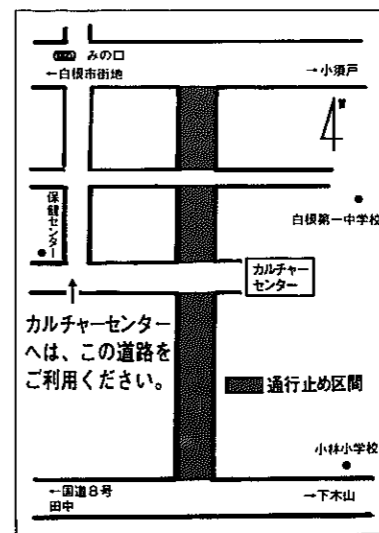 みの口
←白根市街地
→小須戸
保健センター
白根第一中学校
カルチャー
センター
カルチャーセンター
へは、この道路を
ご利用ください。
通行止め区間
小林小学校
←国道8号
田中
→下木山